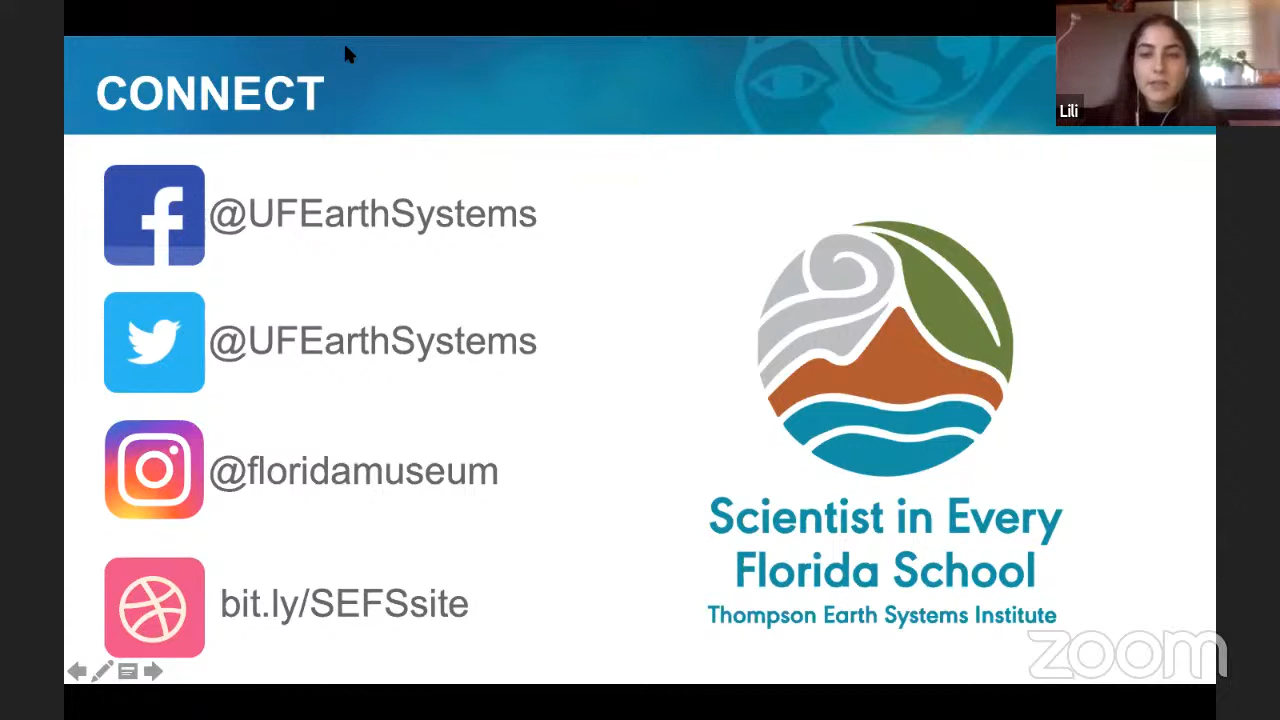 CONNECT
Lili
@UFEarthSystems
@UFEarthSystems
@floridamuseum
bit.ly/SEFSsite
Scientist in Every
Florida School
Thompson Earth Systems Institute
zoom